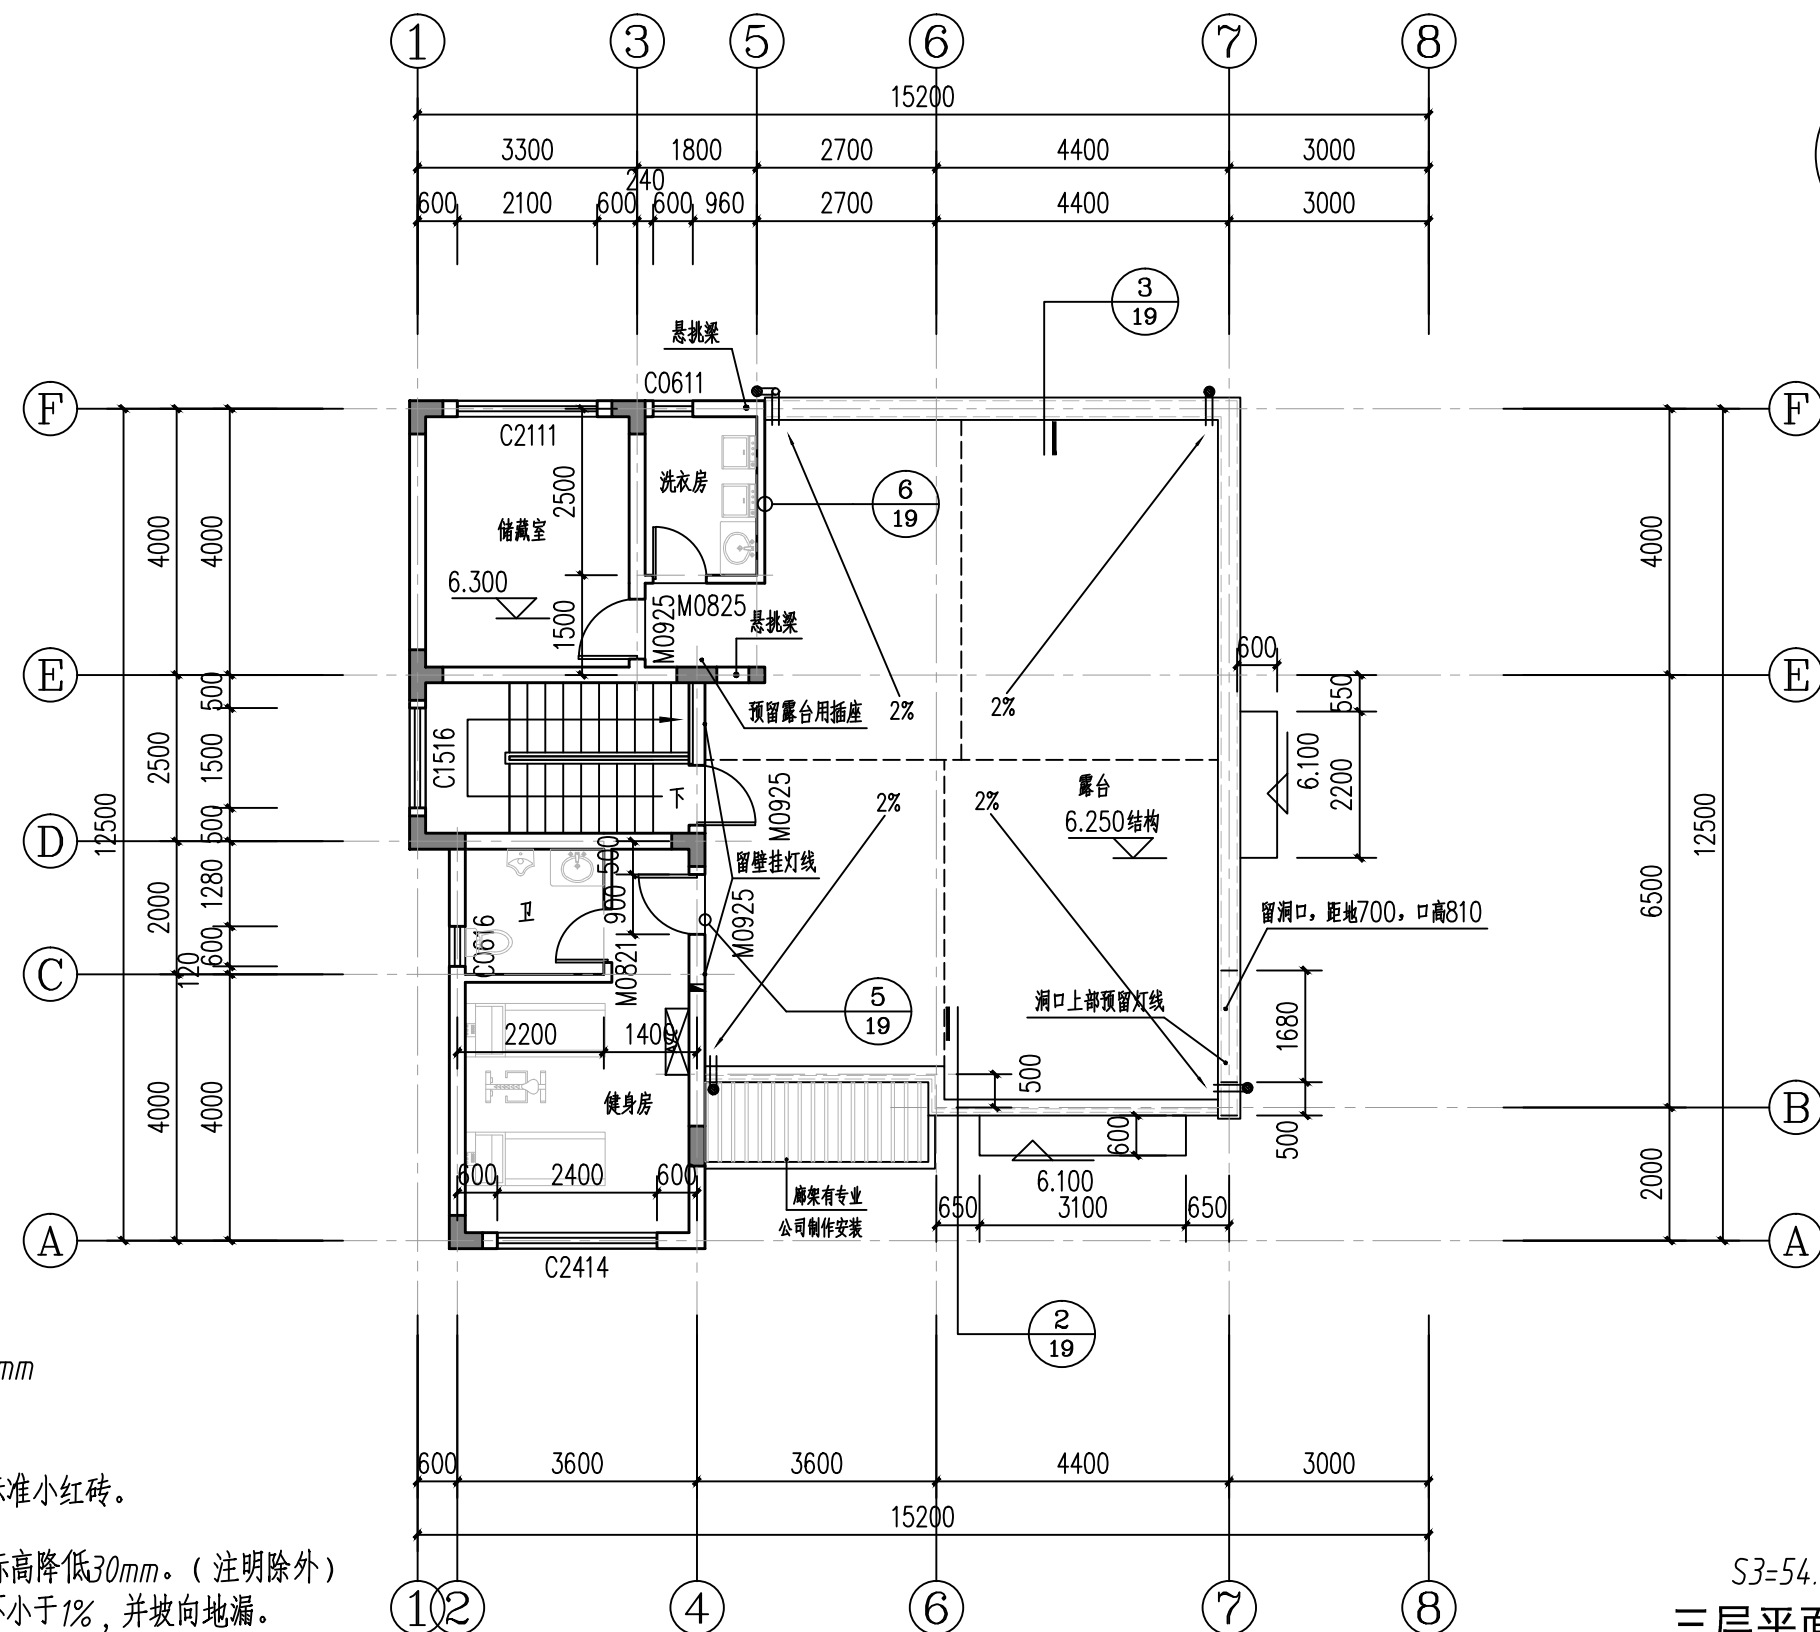 1 3 5 6 7 8
15200
3300 1800 2700 4400 3000
240
600 2100 600 600 960 2700 4400 3000
3
19
悬挑梁
F C0611 F
C2111
洗衣房
6
19
储藏室
2500
4000 4000 4000
6.300
1500 M0925 M0825
悬挑梁
600
E E
500 550
预留露台用插座
2% 2%
C1516
2500 1500
6.100
2200
下 M0925
露台
2% 2%
6.250结构
12500 12500
500
D
500
留壁挂灯线
1280
2000 900 M0925 6500
卫
留洞口，距地700，口高810
C0616
600
120
C
M0821
5
19
洞口上部预留灯线
2200 1400
1680
500
4000 4000
健身房
B
600 500
6.100
2000
600 2400 600
廊架有专业
公司制作安装
650 3100 650
A A
C2414
2
19
mm
600 3600 3600 4400 3000
准小红砖。
15200
高降低30mm。(注明除外)
S3=54.
不小于1%,并坡向地漏。
1 2 4 6 7 8
三层平面